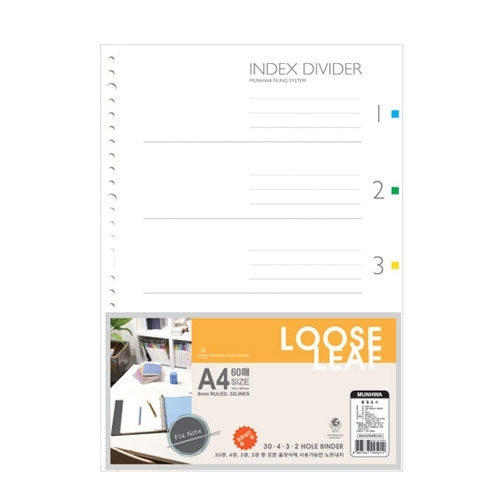 INDEX DIVIDER
MUNHWA FILING SYSTEM
1
2
3
LOOSE
LEAF
A4 60매
SIZE
8mm RULED, 32LINES
For Note
30·4·3·2 HOLE BINDER
30공, 4공, 3공, 2공 링 모든 홀장식에 사용가능한 노트내지
MUNHWA